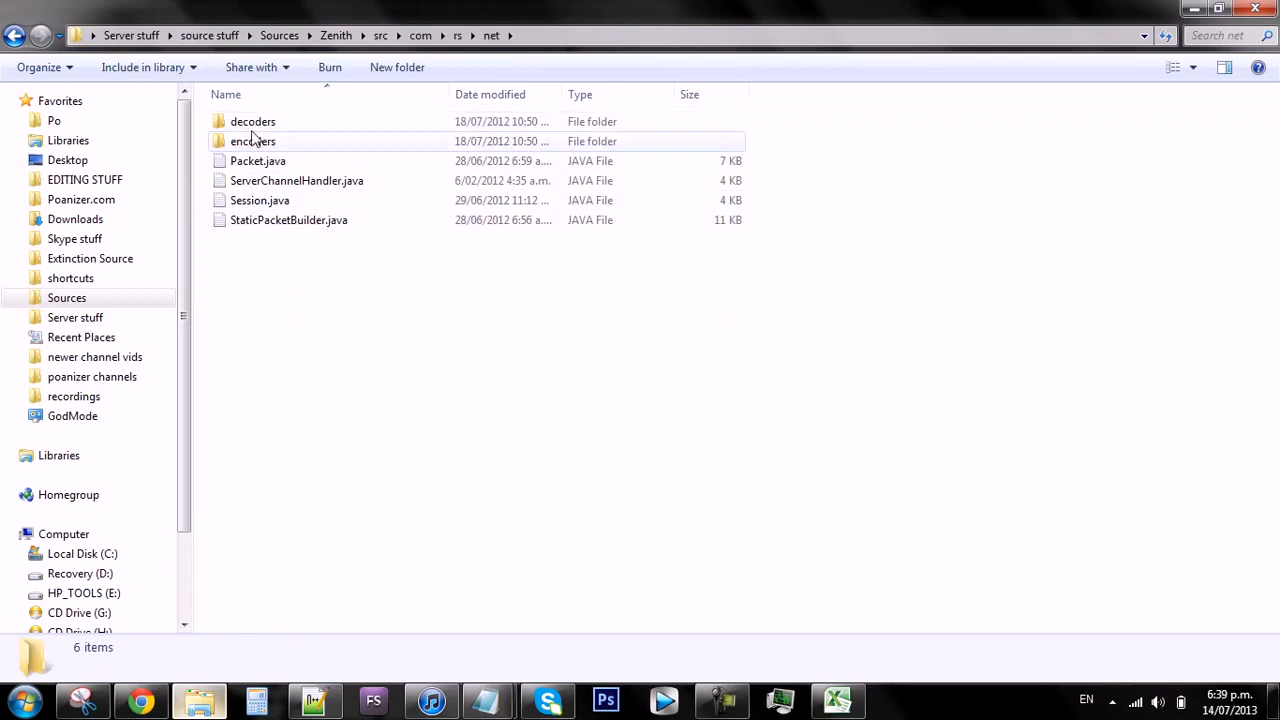 Server stuff source stuff Sources Zenith src com rs net Search net
Organize Include in library Share with Burn New folder
Name Date modified Type Size
Favorites
Po
Libraries
Desktop
EDITING STUFF
Poanizer.com
Downloads
Skype stuff
Extinction Source
shortcuts
Sources
Server stuff
Recent Places
newer channel vids
poanizer channels
recordings
GodMode
Libraries
Homegroup
Computer
Local Disk (C:)
Recovery (D:)
HP_TOOLS (E:)
CD Drive (G:)
CD Drive (H:)
decoders 18/07/2012 10:50 ... File folder
encoders 18/07/2012 10:50 ... File folder
Packet.java 28/06/2012 6:59 a.... JAVA File 7 KB
ServerChannelHandler.java 6/02/2012 4:35 a.m. JAVA File 4 KB
Session.java 29/06/2012 11:12 ... JAVA File 4 KB
StaticPacketBuilder.java 28/06/2012 6:56 a.... JAVA File 11 KB
6 items
FS
Ps
EN
6:39 p.m.
14/07/2013